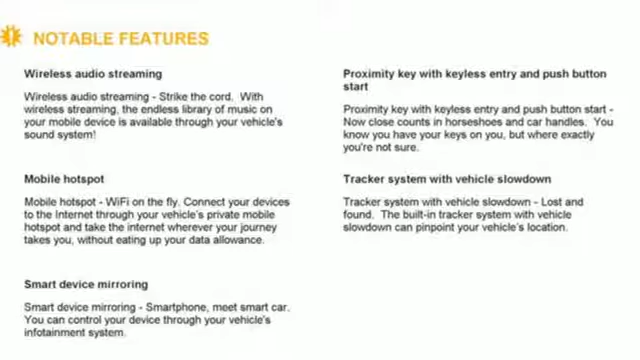 NOTABLE FEATURES
Wireless audio streaming
Wireless audio streaming - Strike the cord. With
wireless streaming, the endless library of music on
your mobile device is available through your vehicle's
sound system!
Mobile hotspot
Mobile hotspot - WiFi on the fly. Connect your devices
to the Internet through your vehicle's private mobile
hotspot and take the internet wherever your journey
takes you, without eating up your data allowance.
Smart device mirroring
Smart device mirroring - Smartphone, meet smart car.
You can control your device through your vehicle's
infotainment system.
Proximity key with keyless entry and push button
start
Proximity key with keyless entry and push button start -
Now close counts in horseshoes and car handles. You
know you have your keys on you, but where exactly
you're not sure.
Tracker system with vehicle slowdown
Tracker system with vehicle slowdown - Lost and
found. The built-in tracker system with vehicle
slowdown can pinpoint your vehicle's location.